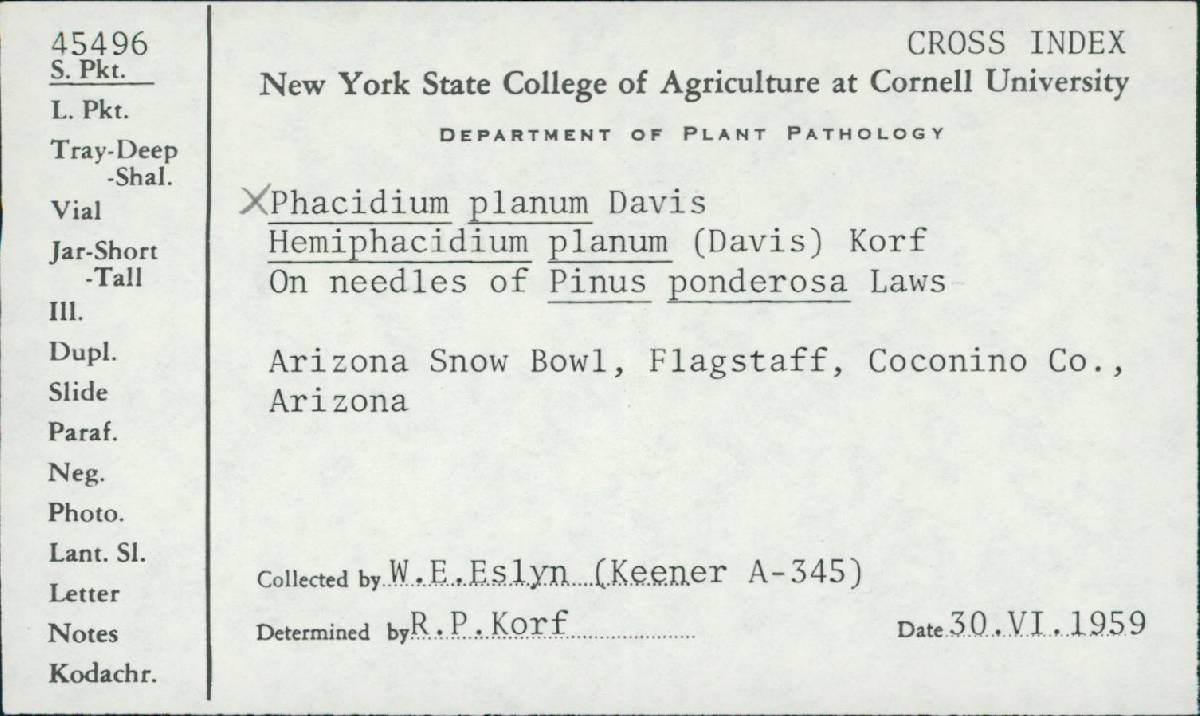 45496
S. Pkt.
L. Pkt.
Tray-Deep
-Shal.
Vial
Jar-Short
-Tall
Ill.
Dupl.
Slide
Paraf.
Neg.
Photo.
Lant. Sl.
Letter
Notes
Kodachr.
CROSS INDEX
New York State College of Agriculture at Cornell University
DEPARTMENT OF PLANT PATHOLOGY
XPhacidium planum Davis
Hemiphacidium planum (Davis) Korf
On needles of Pinus ponderosa Laws
Arizona Snow Bowl, Flagstaff, Coconino Co.,
Arizona
Collected by W.E.Eslyn (Keener A-345)
Determined by R.P.Korf
Date 30.VI.1959